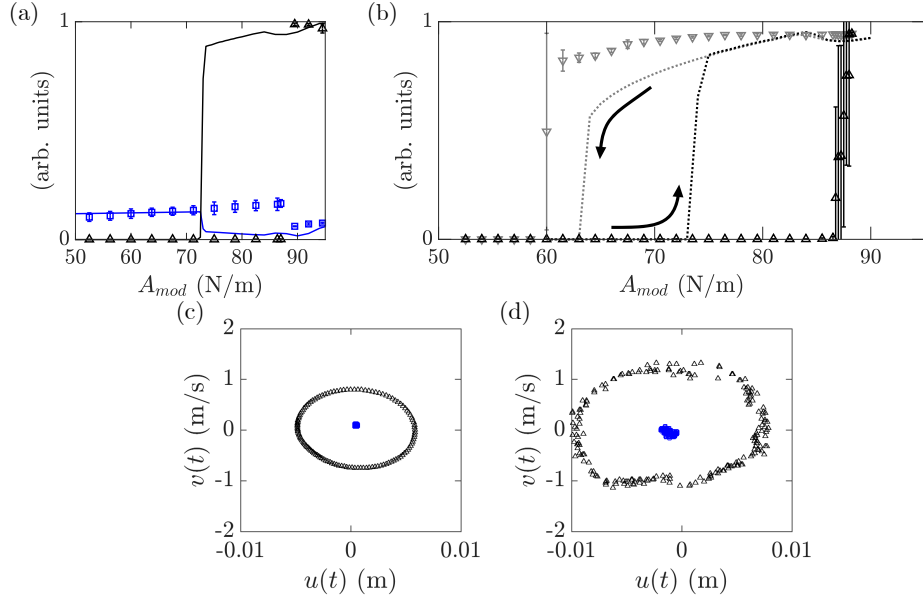 (a)
(b)
1
(arb. units)
0
50 60 70 80 90
A_mod (N/m)
1
(arb. units)
0
50 60 70 80 90
A_mod (N/m)
(c)
(d)
2
1
0
-1
-2
v(t) (m/s)
-0.01 0 0.01
u(t) (m)
2
1
0
-1
-2
v(t) (m/s)
-0.01 0 0.01
u(t) (m)